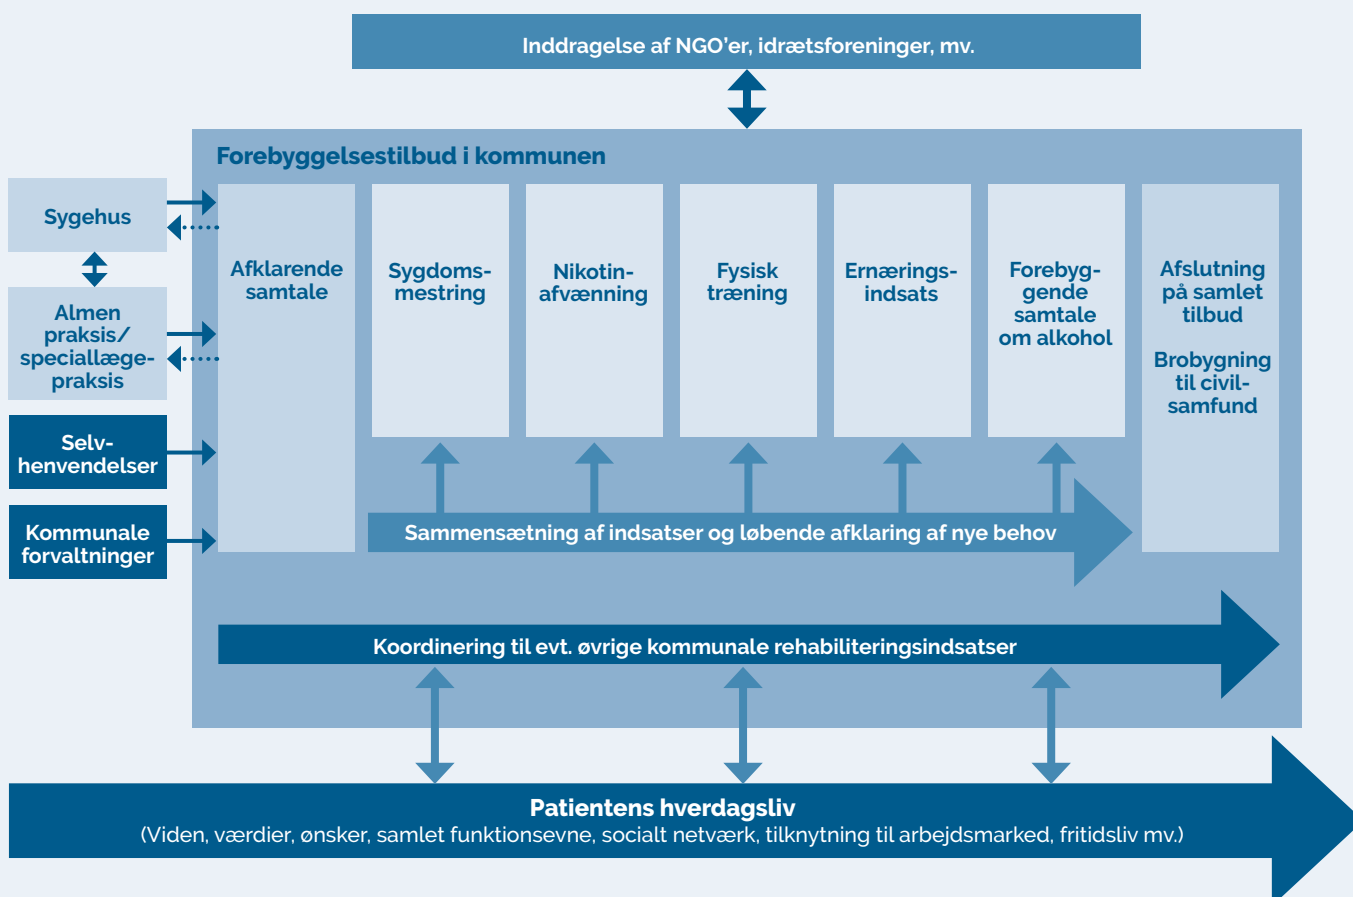 Inddragelse af NGO’er, idrætsforeninger, mv.
Forebyggelsestilbud i kommunen
Sygehus
Almen
praksis/
speciallæge-
praksis
Selv-
henvendelser
Kommunale
forvaltninger
Afklarende
samtale
Sygdoms-
mestring
Nikotin-
afvænning
Fysisk
træning
Ernærings-
indsats
Forebyg-
gende
samtale
om alkohol
Afslutning
på samlet
tilbud
Brobygning
til civil-
samfund
Sammensætning af indsatser og løbende afklaring af nye behov
Koordinering til evt. øvrige kommunale rehabiliteringsindsatser
Patientens hverdagsliv
(Viden, værdier, ønsker, samlet funktionsevne, socialt netværk, tilknytning til arbejdsmarked, fritidsliv mv.)